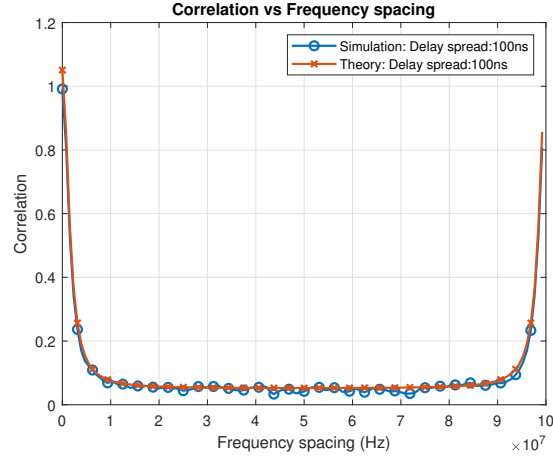 Correlation vs Frequency spacing
1.2
1
0.8
0.6
0.4
0.2
0
Correlation
Simulation: Delay spread:100ns
Theory: Delay spread:100ns
0 1 2 3 4 5 6 7 8 9 10
Frequency spacing (Hz)
×10^7